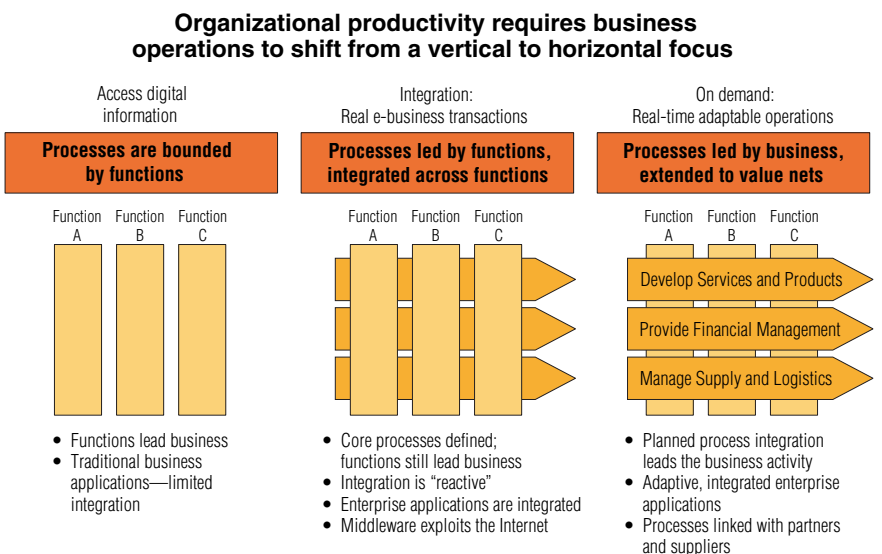 Organizational productivity requires business
operations to shift from a vertical to horizontal focus
Access digital
information
Processes are bounded
by functions
Function Function Function
A B C
• Functions lead business
• Traditional business
applications—limited
integration
Integration:
Real e-business transactions
Processes led by functions,
integrated across functions
Function Function Function
A B C
• Core processes defined;
functions still lead business
• Integration is “reactive”
• Enterprise applications are integrated
• Middleware exploits the Internet
On demand:
Real-time adaptable operations
Processes led by business,
extended to value nets
Function Function Function
A B C
Develop Services and Products
Provide Financial Management
Manage Supply and Logistics
• Planned process integration
leads the business activity
• Adaptive, integrated enterprise
applications
• Processes linked with partners
and suppliers